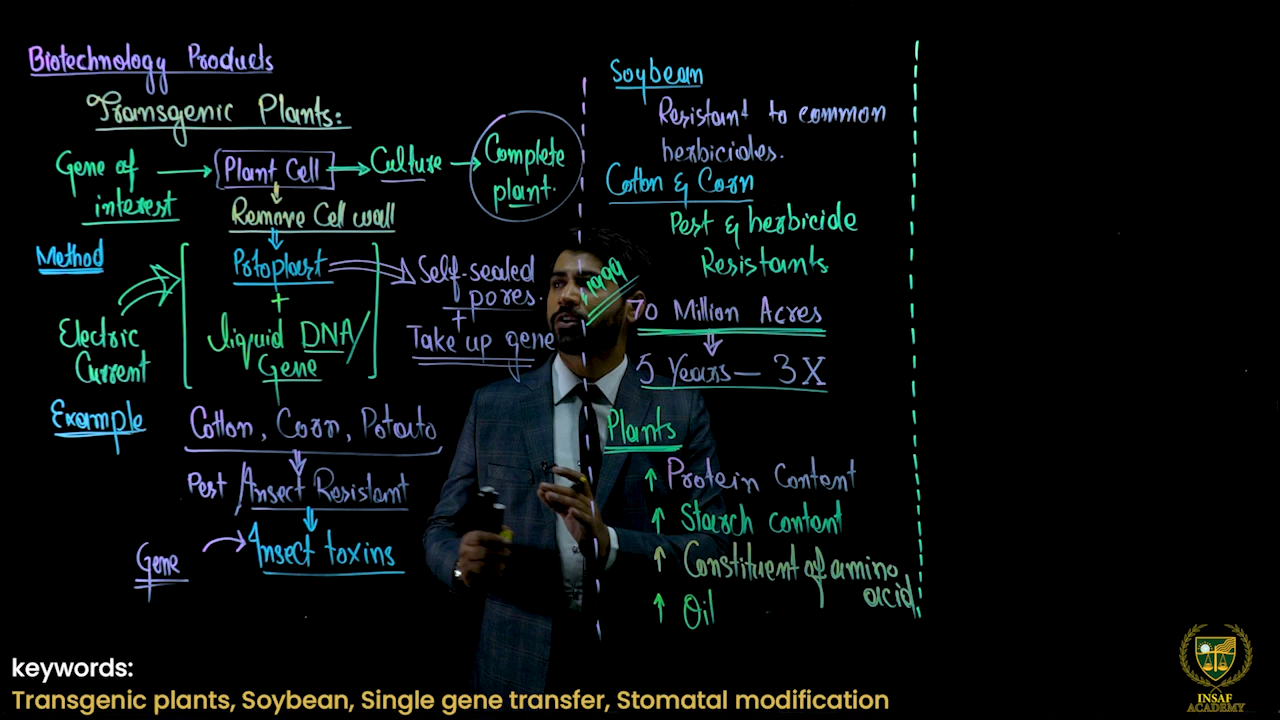 Biotechnology Products
Transgenic Plants:
Gene of interest → Plant Cell → Culture → Complete plant.
Remove Cell wall
Method
Potoplast
+
liquid DNA/
Gene
Electric
Current
Self-sealed
pores.
+
Take up gene
Example
Cotton, Corn, Potato
Pest / Insect Resistant
Gene
Insect toxins
Soybean
Resistant to common
herbicides.
Cotton & Corn
Pest & herbicide
Resistants
1999
70 Million Acres
5 Years — 3X
Plants
↑ Protein Content
↑ Starch content
↑ Constituent of amino
acid
↑ Oil
keywords:
Transgenic plants, Soybean, Single gene transfer, Stomatal modification
INSAF
ACADEMY